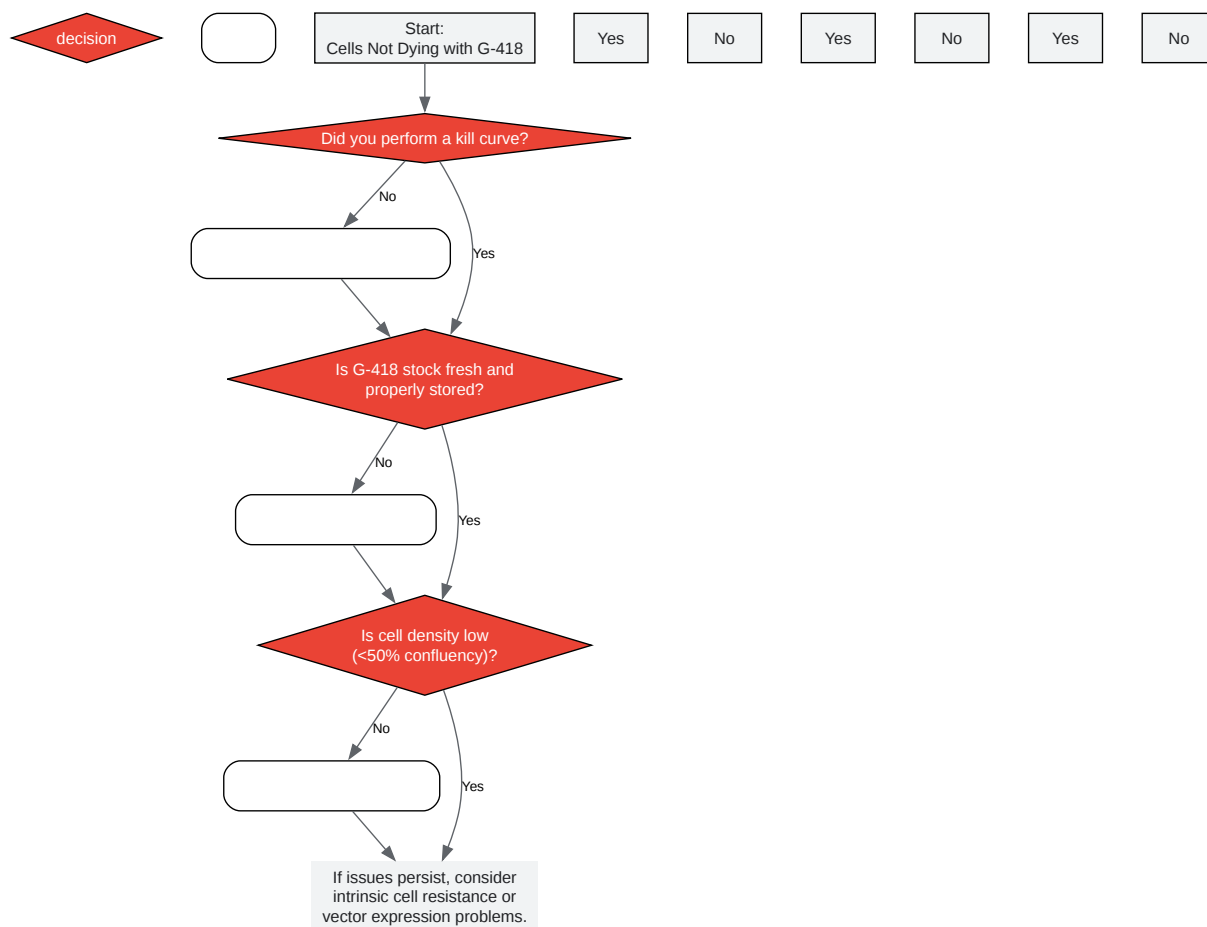 decision
Start:
Cells Not Dying with G-418
Yes
No
Yes
No
Yes
No
Did you perform a kill curve?
No
Yes
Is G-418 stock fresh and
properly stored?
No
Yes
Is cell density low
(<50% confluency)?
No
Yes
If issues persist, consider
intrinsic cell resistance or
vector expression problems.